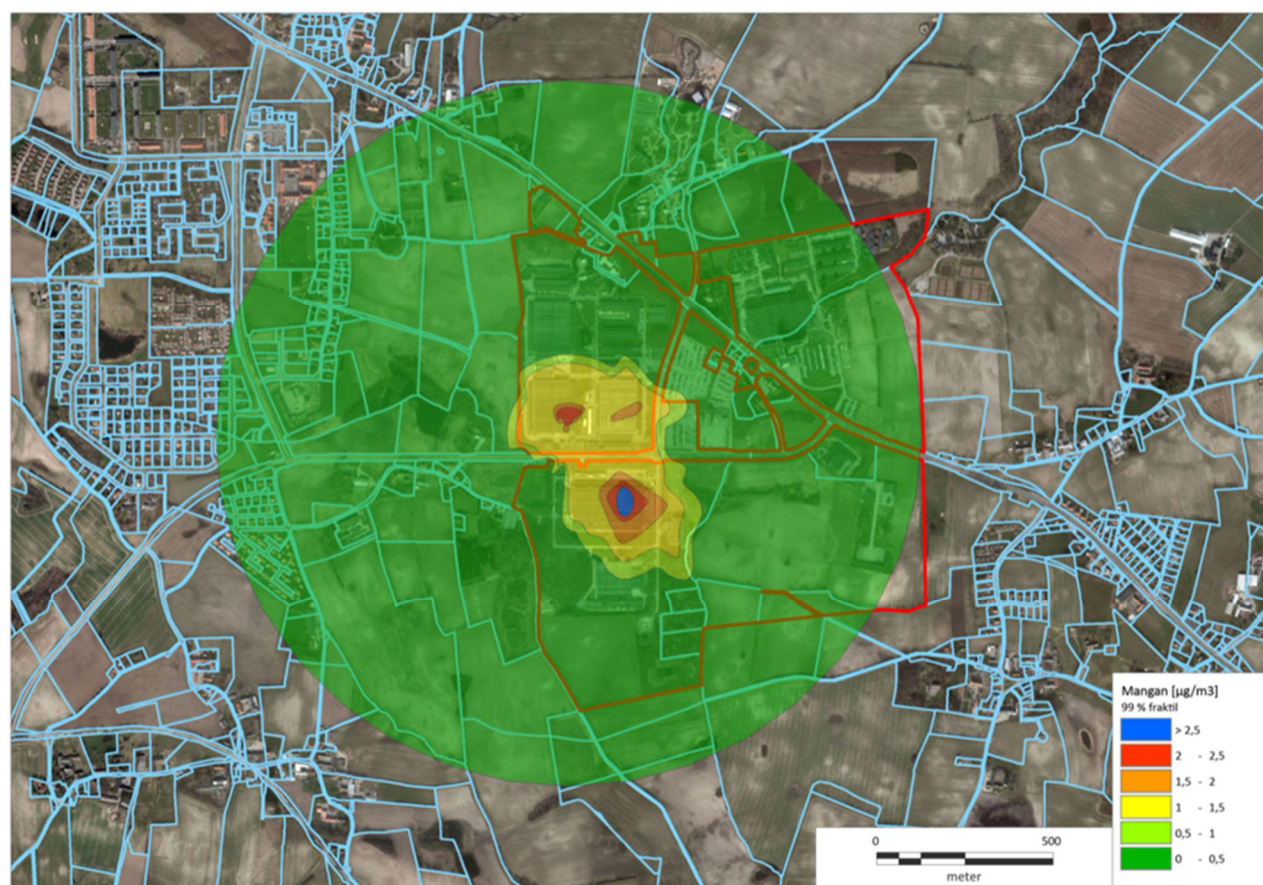 Mangan [µg/m3]
99 % fraktil
> 2,5
2 - 2,5
1,5 - 2
1 - 1,5
0,5 - 1
0 - 0,5
0 500
meter